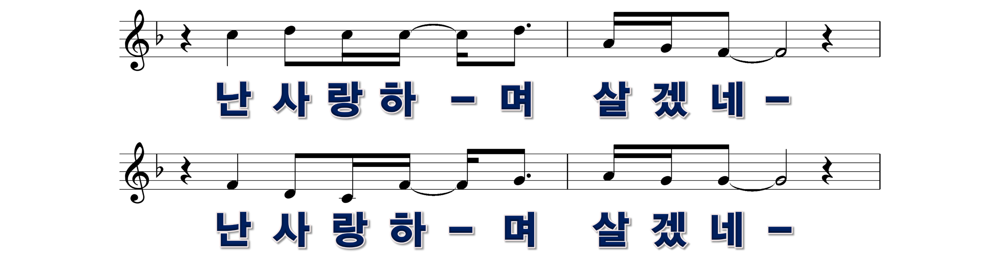 난 사 랑 하 - 며 살 겠 네 -
난 사 랑 하 - 며 살 겠 네 -